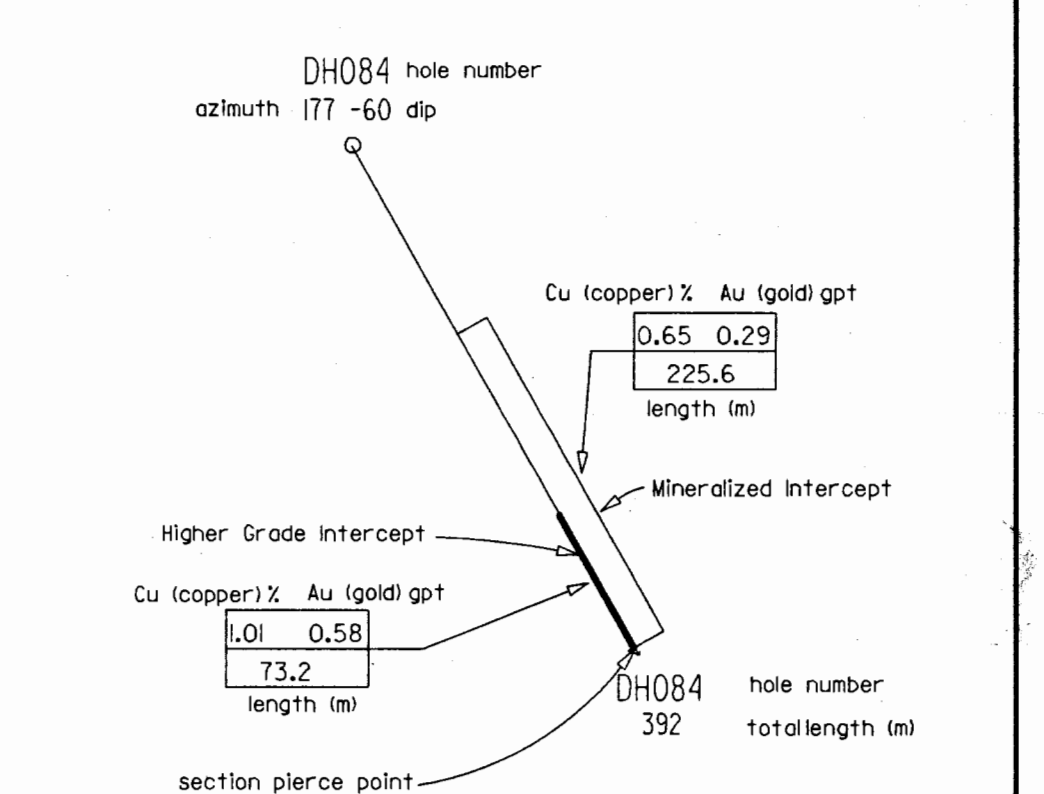 DH084 hole number
azimuth 177 -60 dip
Cu (copper) % Au (gold) gpt
0.65 0.29
225.6
length (m)
Mineralized Intercept
Higher Grade Intercept
Cu (copper) % Au (gold) gpt
1.01 0.58
73.2
length (m)
DH084 hole number
392 total length (m)
section pierce point